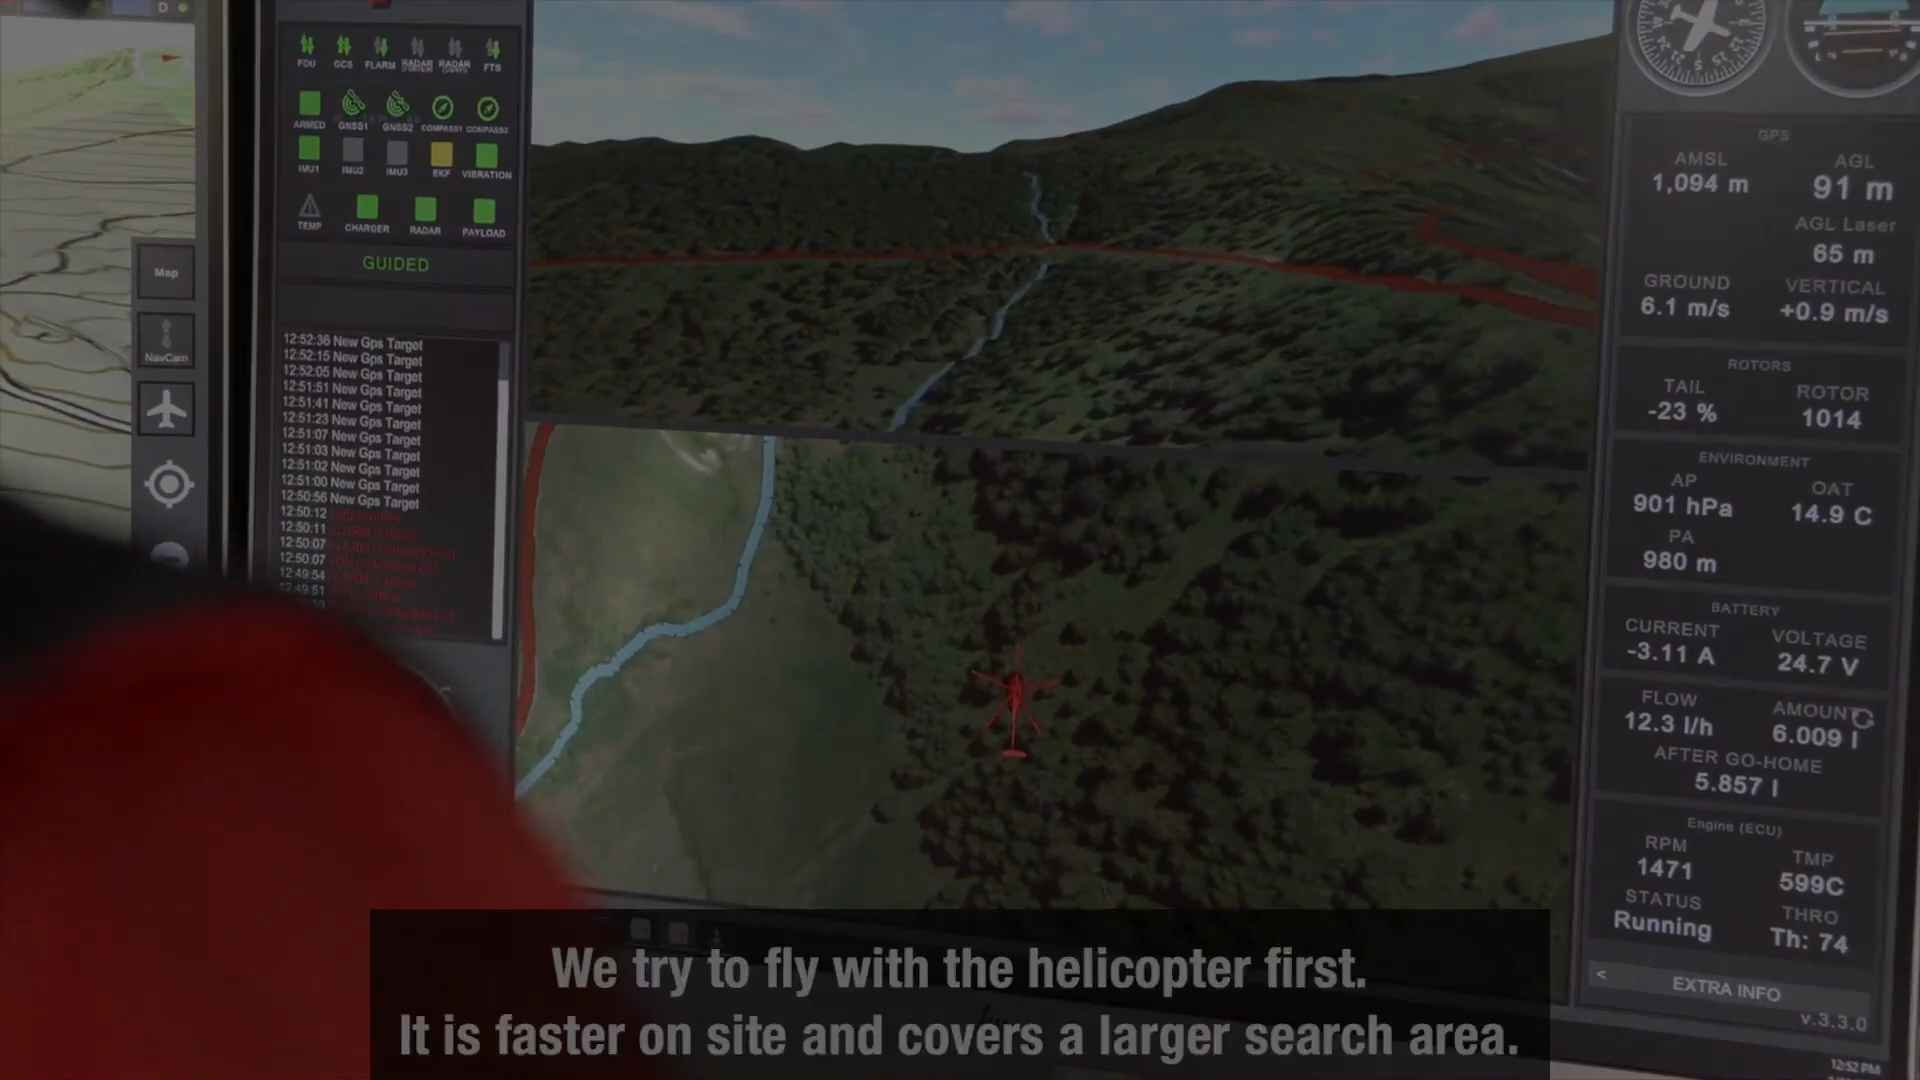 D
Map
NavCam
FDU GCS FLARM RADAR RADAR FTS
ARMED GNSS1 GNSS2 COMPASS1 COMPASS2
IMU1 IMU2 IMU3 EKF VIBRATION
TEMP CHARGER RADAR PAYLOAD
GUIDED
12:52:36 New Gps Target
12:52:15 New Gps Target
12:52:05 New Gps Target
12:51:51 New Gps Target
12:51:41 New Gps Target
12:51:23 New Gps Target
12:51:07 New Gps Target
12:51:03 New Gps Target
12:51:02 New Gps Target
12:51:00 New Gps Target
12:50:56 New Gps Target
12:50:12
12:50:11
12:50:07
12:50:07
12:49:54
12:49:51
GPS
AMSL AGL
1,094 m 91 m
AGL Laser
65 m
GROUND VERTICAL
6.1 m/s +0.9 m/s
ROTORS
TAIL ROTOR
-23 % 1014
ENVIRONMENT
AP OAT
901 hPa 14.9 C
PA
980 m
BATTERY
CURRENT VOLTAGE
-3.11 A 24.7 V
FLOW AMOUNT
12.3 l/h 6.009 l
AFTER GO-HOME
5.857 l
Engine (ECU)
RPM TMP
1471 599C
STATUS THRO
Running Th: 74
< EXTRA INFO
v.3.3.0
12:52 PM
We try to fly with the helicopter first.
It is faster on site and covers a larger search area.